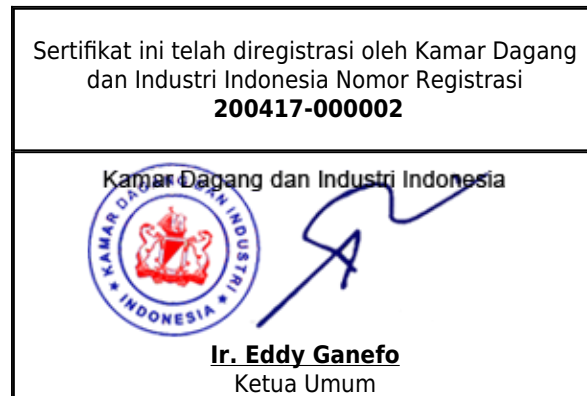 Sertifikat ini telah diregistrasi oleh Kamar Dagang
dan Industri Indonesia Nomor Registrasi
200417-000002
Kamar Dagang dan Industri Indonesia
KAMAR DAGANG DAN INDUSTRI
INDONESIA
Ir. Eddy Ganefo
Ketua Umum